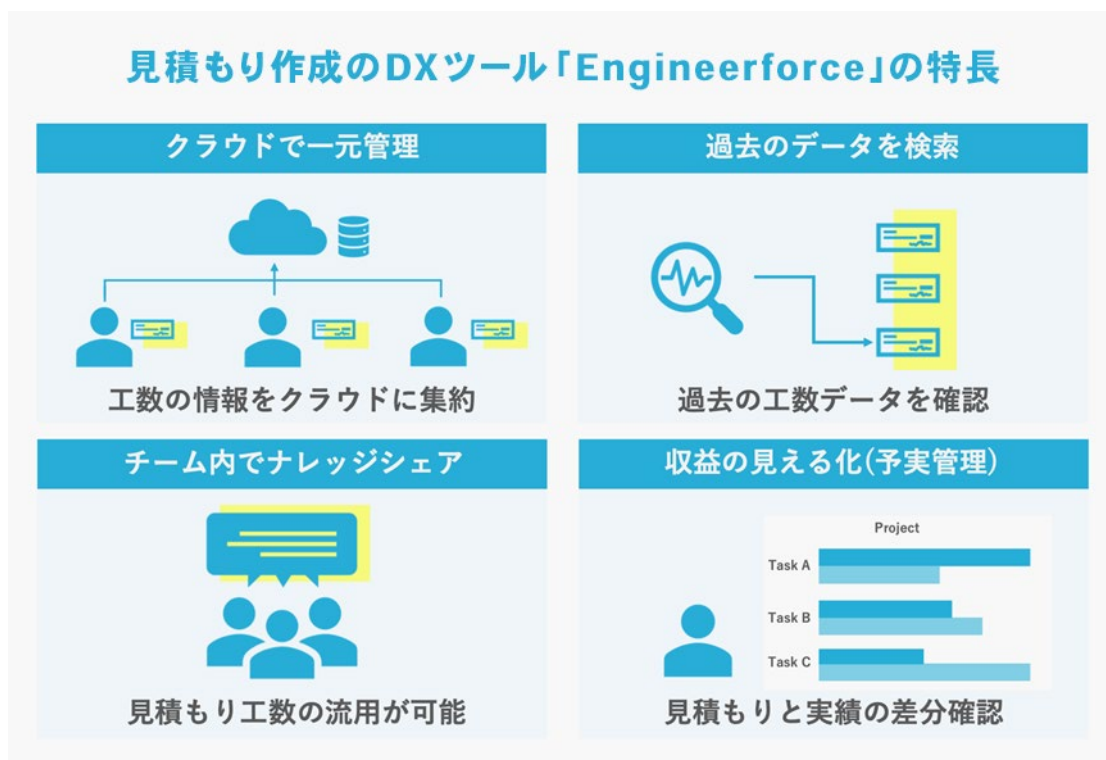 見積もり作成のDXツール「Engineerforce」の特長
クラウドで一元管理
工数の情報をクラウドに集約
過去のデータを検索
過去の工数データを確認
チーム内でナレッジシェア
見積もり工数の流用が可能
収益の見える化(予実管理)
Project
Task A
Task B
Task C
見積もりと実績の差分確認